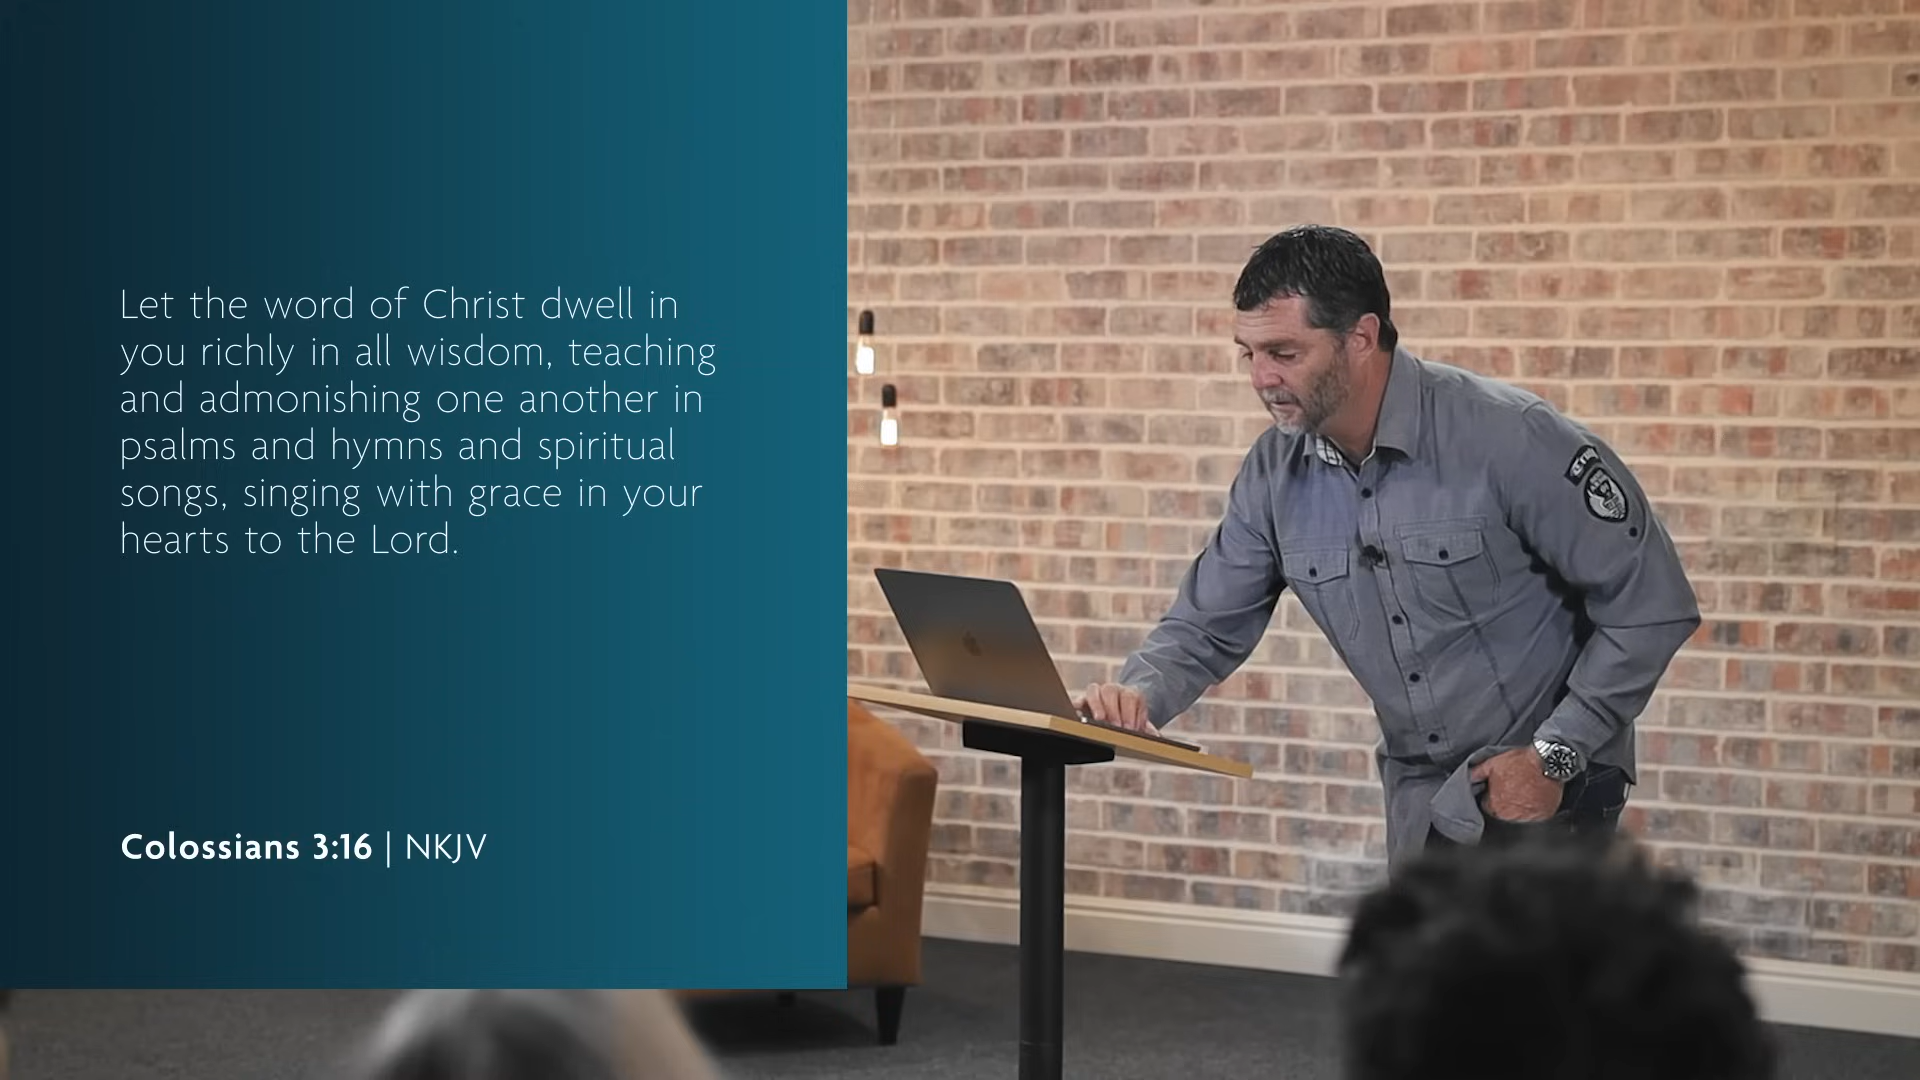 Let the word of Christ dwell in
you richly in all wisdom, teaching
and admonishing one another in
psalms and hymns and spiritual
songs, singing with grace in your
hearts to the Lord.
Colossians 3:16 | NKJV